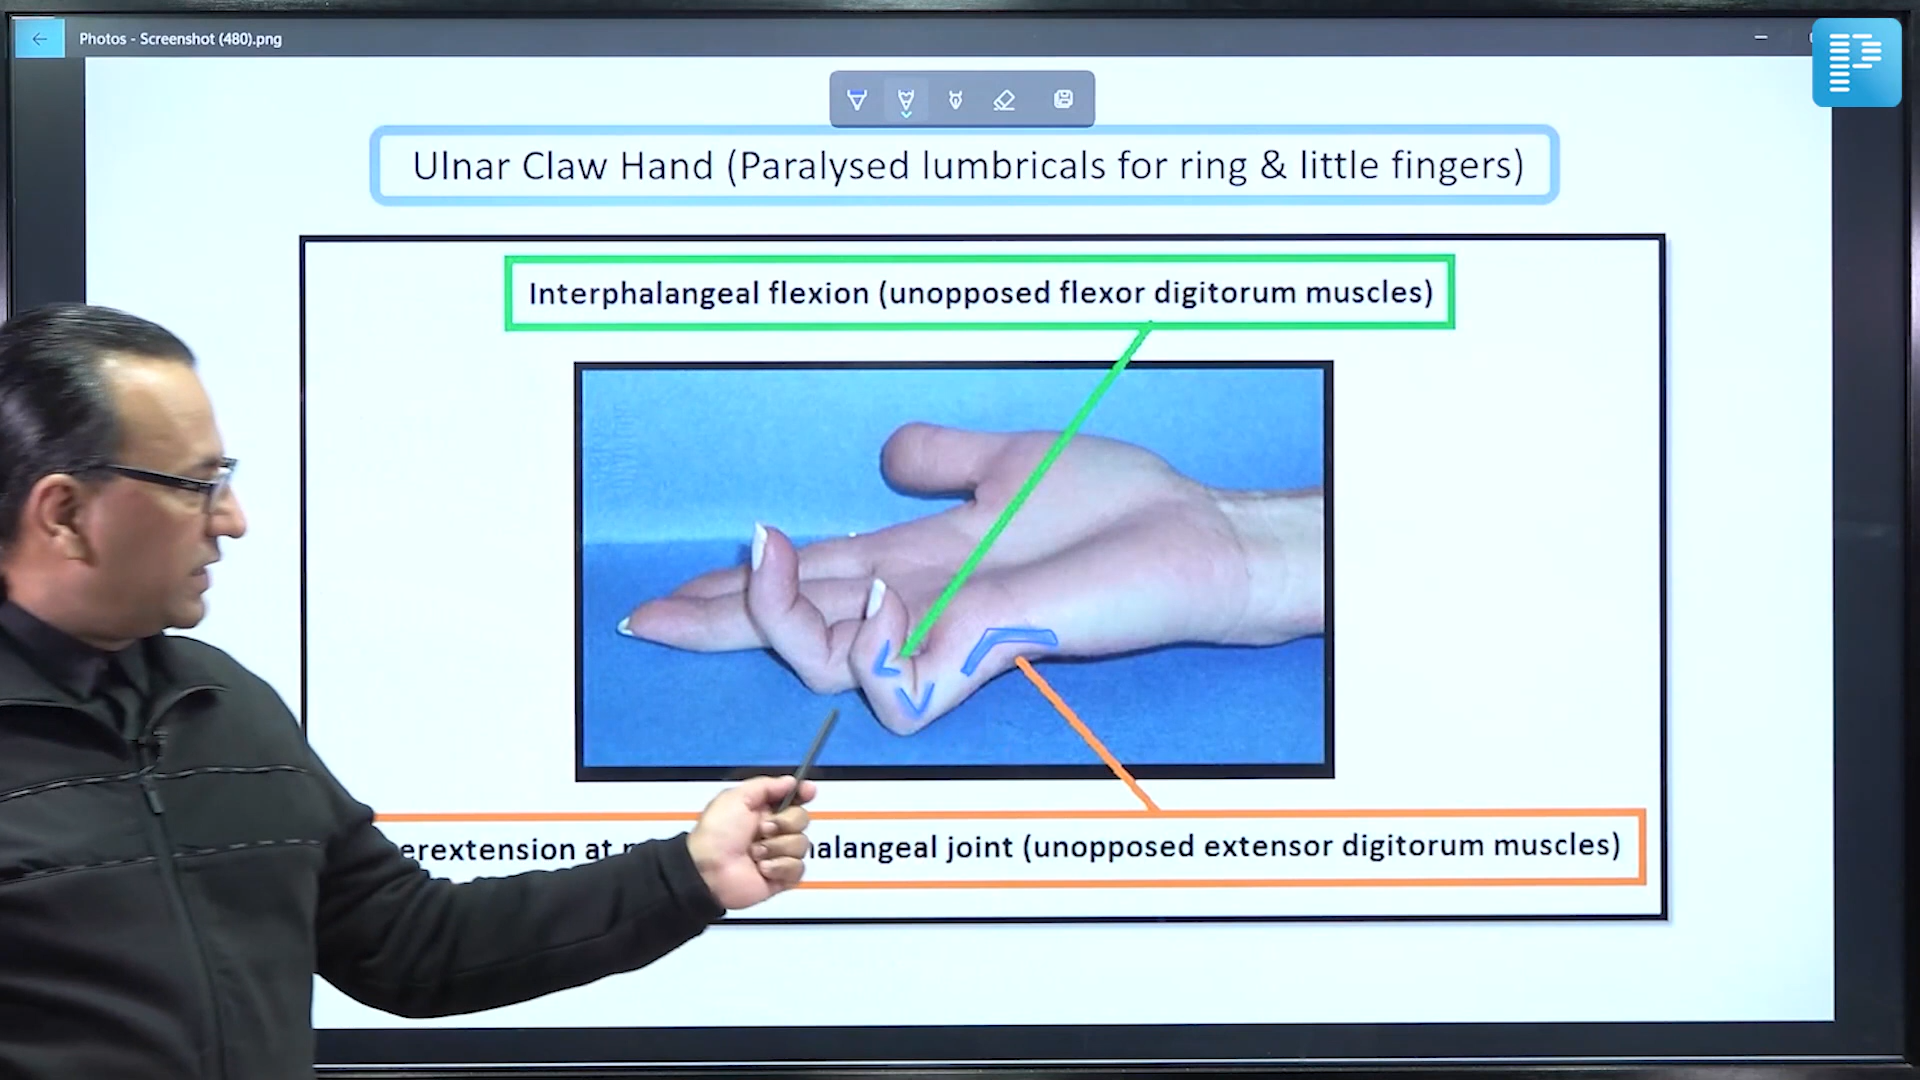 Photos - Screenshot (480).png
Ulnar Claw Hand (Paralysed lumbricals for ring & little fingers)
Interphalangeal flexion (unopposed flexor digitorum muscles)
erextension at halangeal joint (unopposed extensor digitorum muscles)